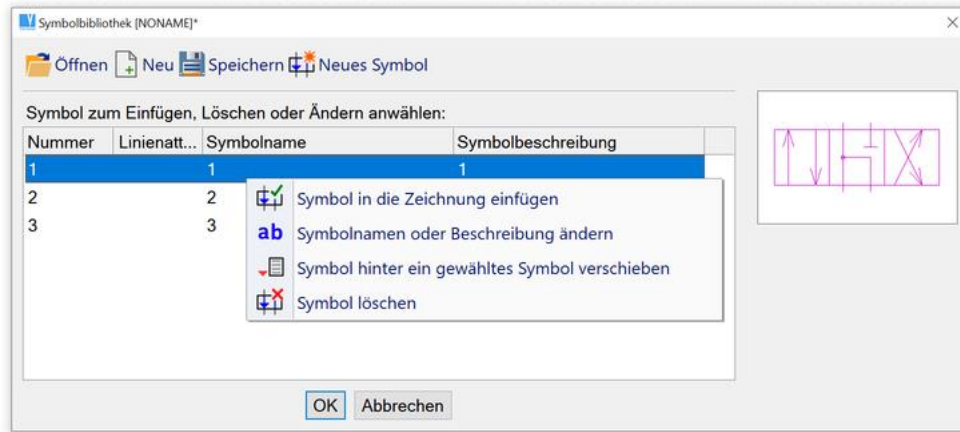 Symbolbibliothek [NONAME]*
Öffnen Neu Speichern Neues Symbol
Symbol zum Einfügen, Löschen oder Ändern anwählen:
Nummer Linienatt... Symbolname Symbolbeschreibung
1 1 1
2 2
3 3
Symbol in die Zeichnung einfügen
ab Symbolnamen oder Beschreibung ändern
Symbol hinter ein gewähltes Symbol verschieben
Symbol löschen
OK Abbrechen